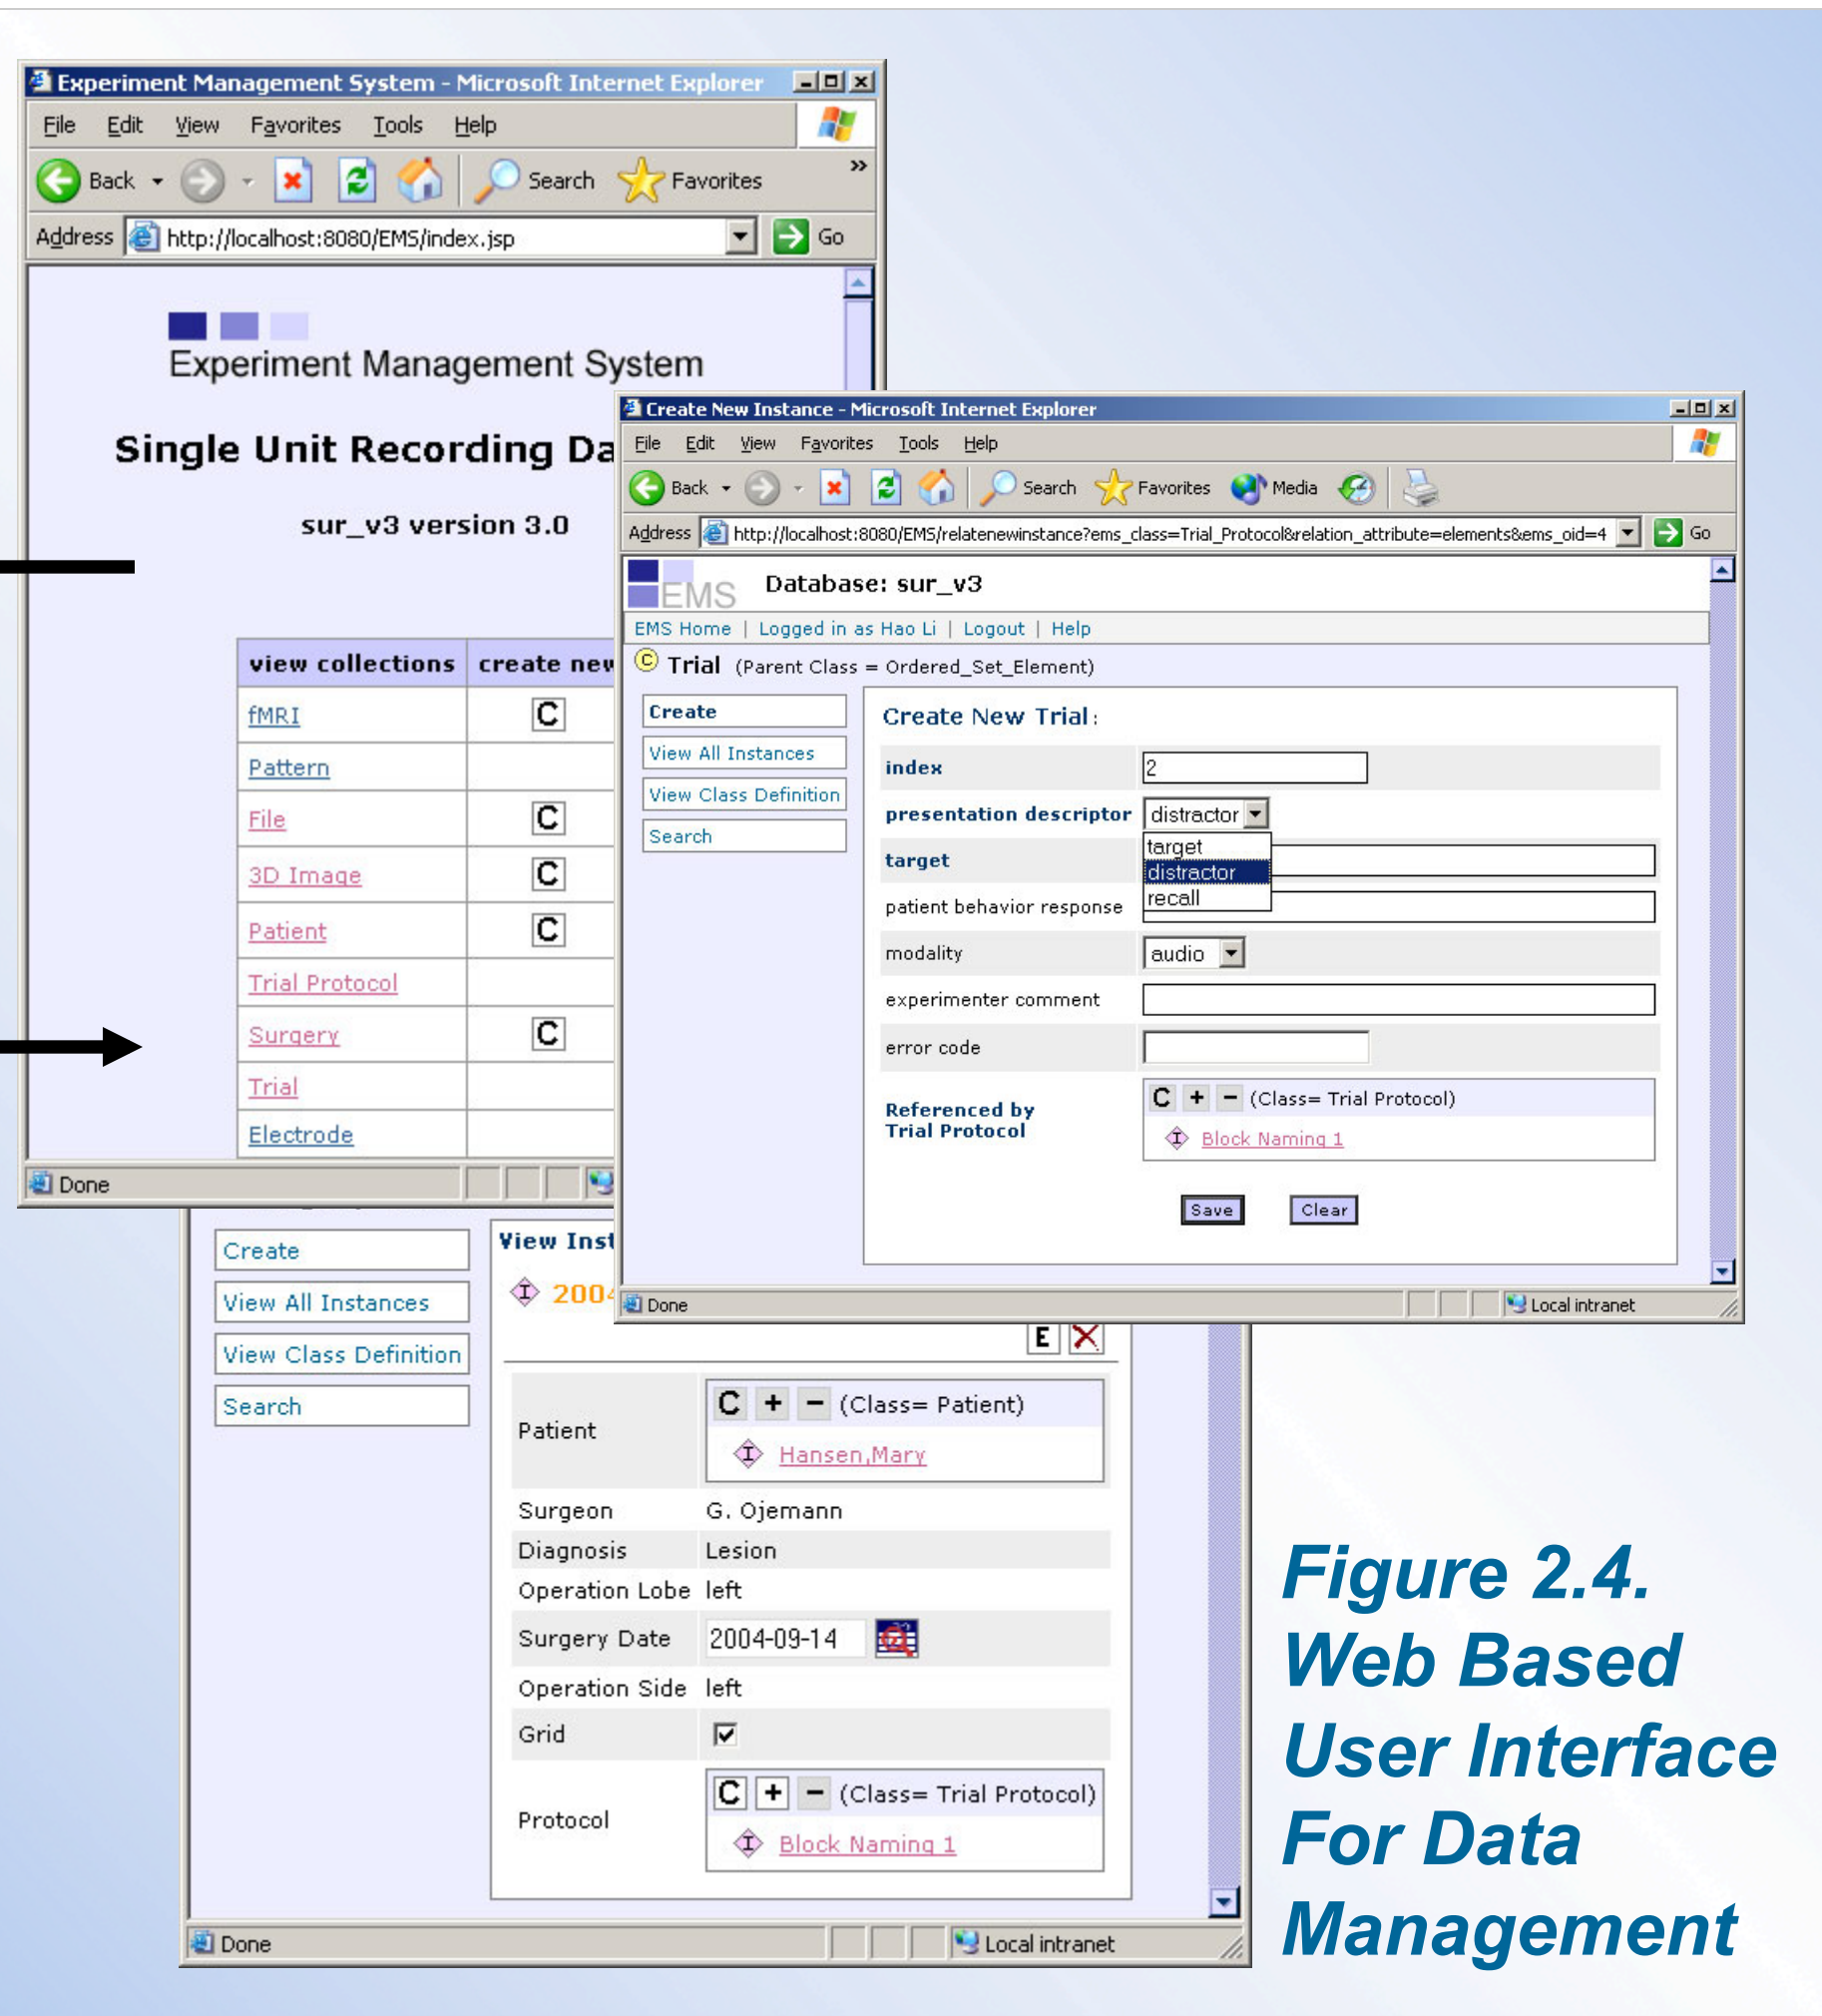 Experiment Management System - Microsoft Internet Explorer
File Edit View Favorites Tools Help
Back Search Favorites »
Address http://localhost:8080/EMS/index.jsp Go
Experiment Management System
Single Unit Recording Da
sur_v3 version 3.0
view collections create new
fMRI C
Pattern
File C
3D Image C
Patient C
Trial Protocol
Surgery C
Trial
Electrode
Done
Create New Instance - Microsoft Internet Explorer
File Edit View Favorites Tools Help
Back Search Favorites Media
Address http://localhost:8080/EMS/relatenewinstance?ems_class=Trial_Protocol&relation_attribute=elements&ems_oid=4 Go
EMS Database: sur_v3
EMS Home | Logged in as Hao Li | Logout | Help
C Trial (Parent Class = Ordered_Set_Element)
Create
View All Instances
View Class Definition
Search
Create New Trial:
index 2
presentation descriptor distractor
target
distractor
recall
target
patient behavior response
modality audio
experimenter comment
error code
Referenced by
Trial Protocol
C + − (Class= Trial Protocol)
I Block Naming 1
Save Clear
Done Local intranet
Create
View All Instances
View Class Definition
Search
View Inst
I 2004
E
Patient C + − (Class= Patient)
I Hansen,Mary
Surgeon G. Ojemann
Diagnosis Lesion
Operation Lobe left
Surgery Date 2004-09-14
Operation Side left
Grid
Protocol C + − (Class= Trial Protocol)
I Block Naming 1
Done Local intranet
Figure 2.4.
Web Based
User Interface
For Data
Management